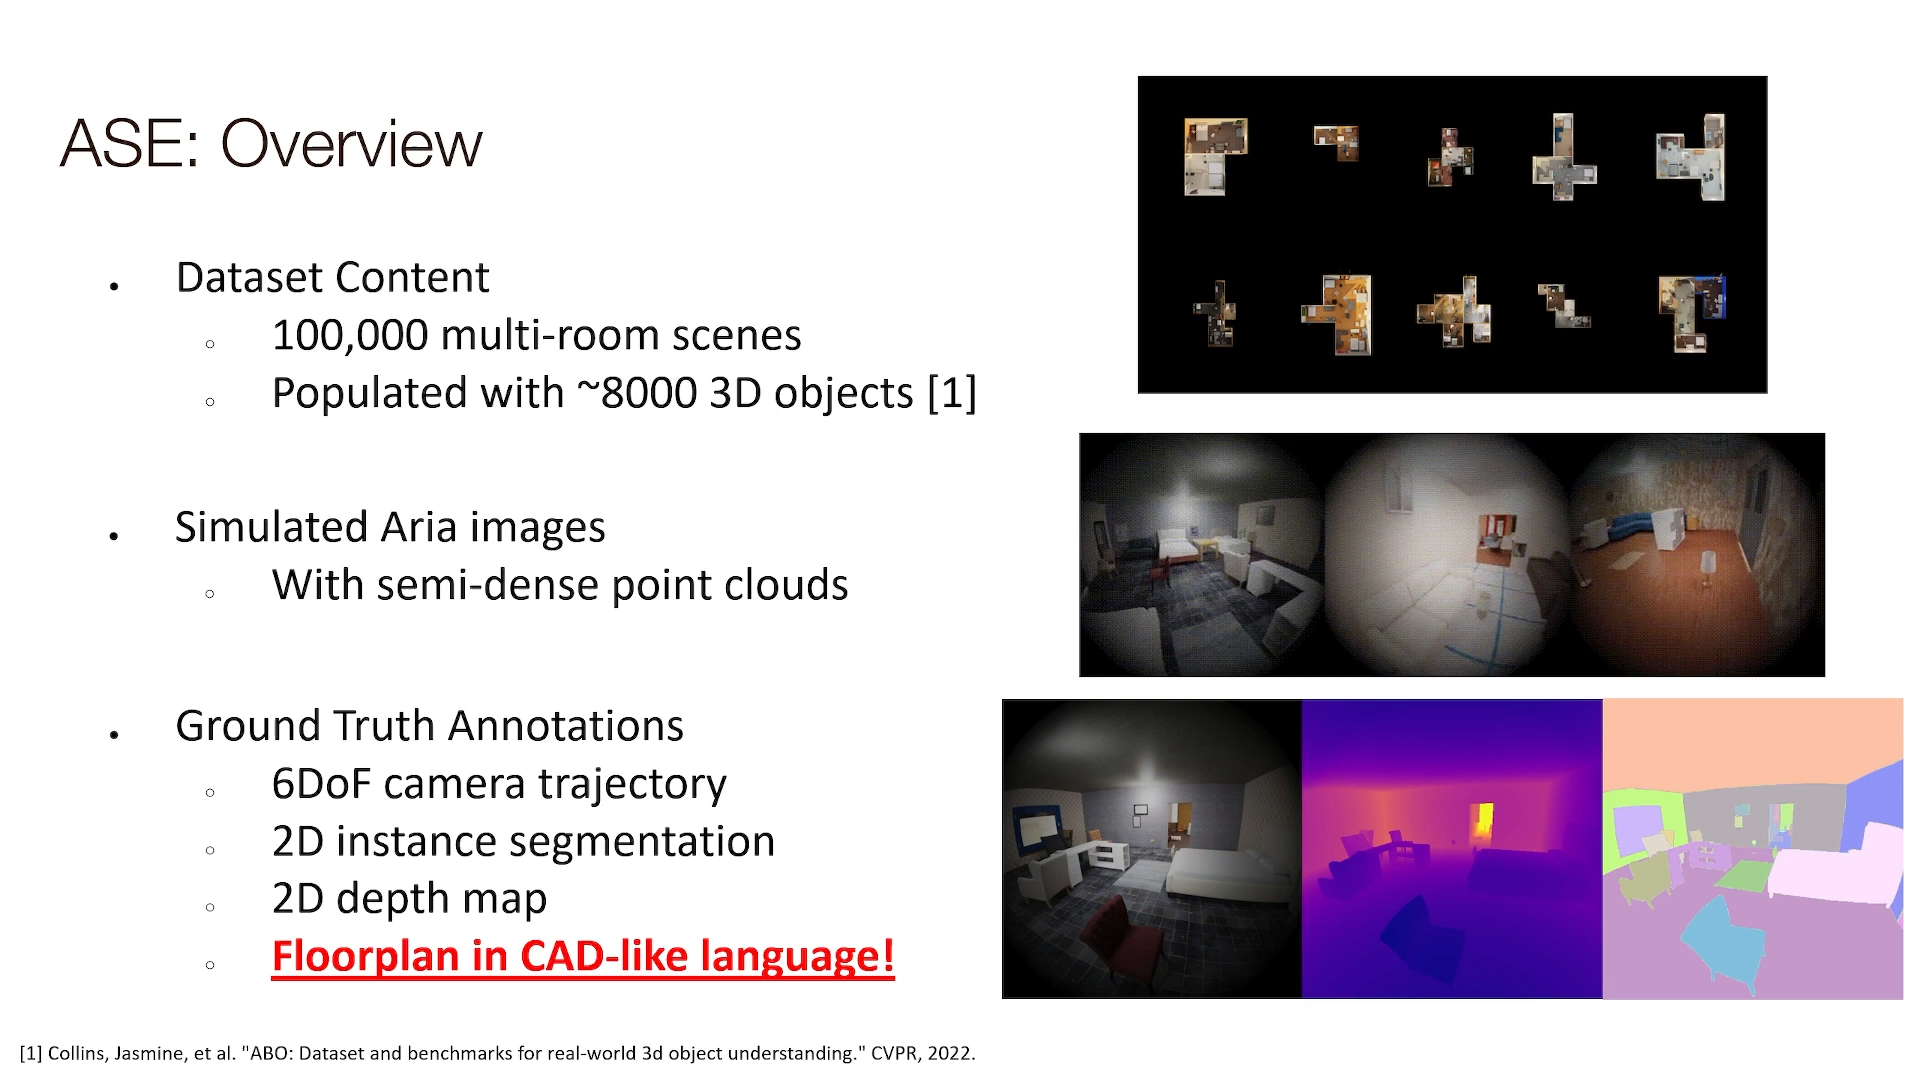 ASE: Overview
• Dataset Content
○ 100,000 multi-room scenes
○ Populated with ~8000 3D objects [1]
• Simulated Aria images
○ With semi-dense point clouds
• Ground Truth Annotations
○ 6DoF camera trajectory
○ 2D instance segmentation
○ 2D depth map
○ Floorplan in CAD-like language!
[1] Collins, Jasmine, et al. "ABO: Dataset and benchmarks for real-world 3d object understanding." CVPR, 2022.